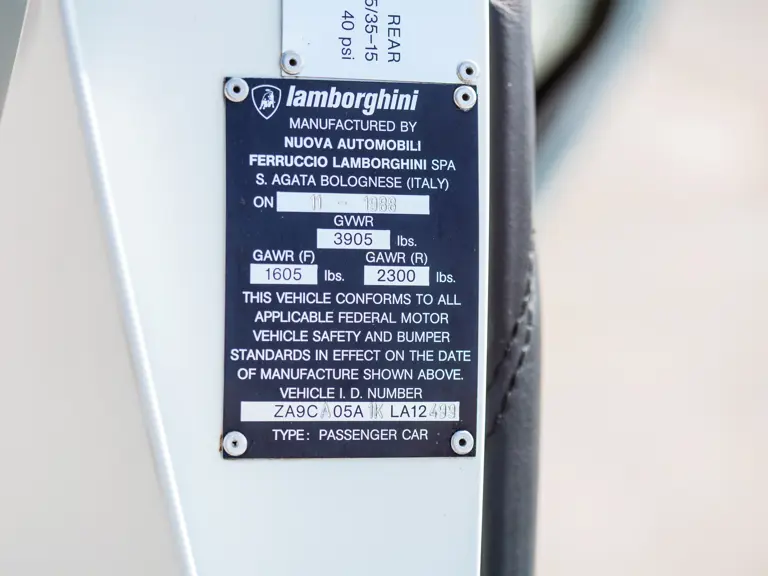 REAR
5/35-15
40 psi
lamborghini
MANUFACTURED BY
NUOVA AUTOMOBILI
FERRUCCIO LAMBORGHINI SPA
S. AGATA BOLOGNESE (ITALY)
ON 11 - 1988
GVWR
3905 lbs.
GAWR (F) GAWR (R)
1605 lbs. 2300 lbs.
THIS VEHICLE CONFORMS TO ALL
APPLICABLE FEDERAL MOTOR
VEHICLE SAFETY AND BUMPER
STANDARDS IN EFFECT ON THE DATE
OF MANUFACTURE SHOWN ABOVE.
VEHICLE I. D. NUMBER
ZA9CA05A1KLA12499
TYPE: PASSENGER CAR